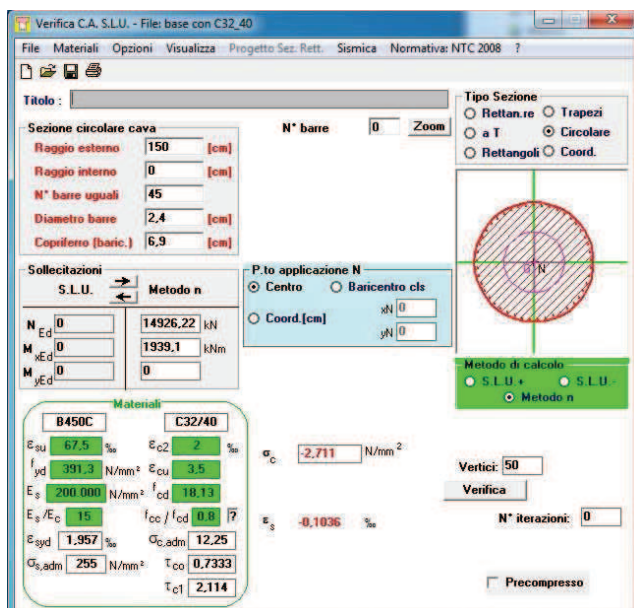 Verifica C.A. S.L.U. - File: base con C32_40
File Materiali Opzioni Visualizza Progetto Sez. Rett. Sismica Normativa: NTC 2008 ?
Titolo :
Tipo Sezione
Rettan.re Trapezi
a T Circolare
Rettangoli Coord.
Sezione circolare cava
Raggio esterno 150 [cm]
Raggio interno 0 [cm]
N° barre uguali 45
Diametro barre 2,4 [cm]
Copriferro (baric.) 6,9 [cm]
N° barre 0 Zoom
Sollecitazioni
S.L.U. Metodo n
N Ed 0 14926,22 kN
M xEd 0 1939,1 kNm
M yEd 0 0
P.to applicazione N
Centro Baricentro cls
Coord.[cm] xN 0
yN 0
G N
Metodo di calcolo
S.L.U.+ S.L.U.-
Metodo n
Materiali
B450C C32/40
εsu 67,5 ‰ εc2 2 ‰
fyd 391,3 N/mm² εcu 3,5
Es 200.000 N/mm² fcd 18,13
Es/Ec 15 fcc/fcd 0,8 ?
εsyd 1,957 ‰ σc,adm 12,25
σs,adm 255 N/mm² τco 0,7333
τc1 2,114
σc -2,711 N/mm²
εs -0,1036 ‰
Vertici: 50
Verifica
N° iterazioni: 0
Precompresso